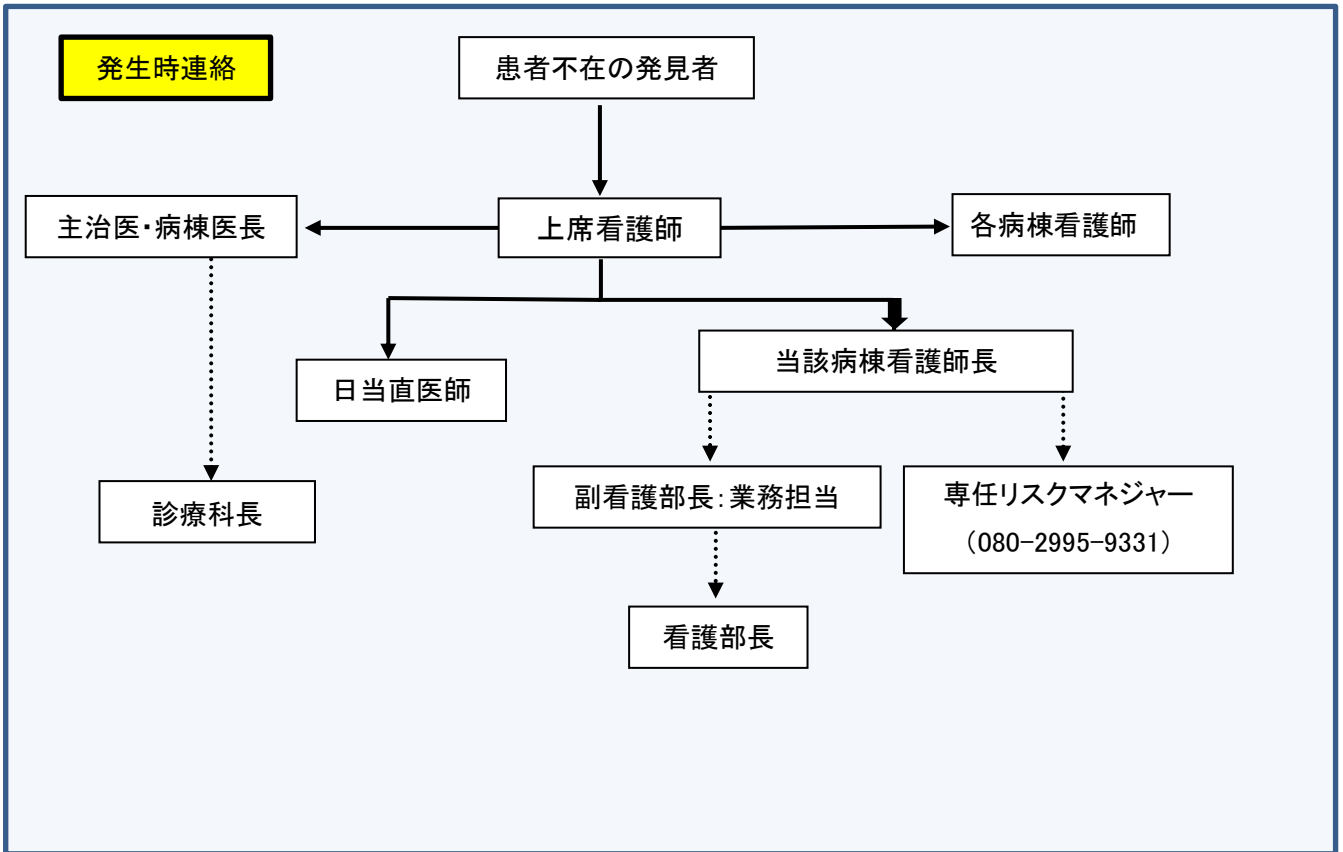 発生時連絡
患者不在の発見者
主治医・病棟医長
上席看護師
各病棟看護師
日当直医師
当該病棟看護師長
診療科長
副看護部長：業務担当
専任リスクマネジャー
（080-2995-9331）
看護部長